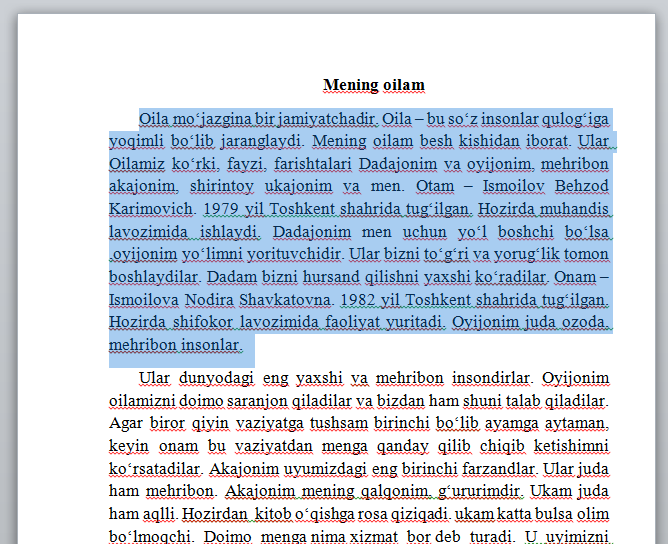 Mening oilam
Oila mo‘jazgina bir jamiyatchadir. Oila – bu so‘z insonlar qulog‘iga
yoqimli bo‘lib jaranglaydi. Mening oilam besh kishidan iborat. Ular
Oilamiz ko‘rki, fayzi, farishtalari Dadajonim va oyijonim, mehribon
akajonim, shirintoy ukajonim va men. Otam – Ismoilov Behzod
Karimovich. 1979 yil Toshkent shahrida tug‘ilgan. Hozirda muhandis
lavozimida ishlaydi. Dadajonim men uchun yo‘l boshchi bo‘lsa
,oyijonim yo‘limni yorituvchidir. Ular bizni to‘g‘ri va yorug‘lik tomon
boshlaydilar. Dadam bizni hursand qilishni yaxshi ko‘radilar. Onam –
Ismoilova Nodira Shavkatovna. 1982 yil Toshkent shahrida tug‘ilgan.
Hozirda shifokor lavozimida faoliyat yuritadi. Oyijonim juda ozoda,
mehribon insonlar.
Ular dunyodagi eng yaxshi va mehribon insondirlar. Oyijonim
oilamizni doimo saranjon qiladilar va bizdan ham shuni talab qiladilar.
Agar biror qiyin vaziyatga tushsam birinchi bo‘lib ayamga aytaman,
keyin onam bu vaziyatdan menga qanday qilib chiqib ketishimni
ko‘rsatadilar. Akajonim uyumizdagi eng birinchi farzandlar. Ular juda
ham mehribon. Akajonim mening qalqonim, g‘ururimdir. Ukam juda
ham aqlli. Hozirdan kitob o‘qishga rosa qiziqadi, ukam katta bulsa olim
bo‘lmoqchi. Doimo menga nima xizmat bor deb turadi. U uyimizni